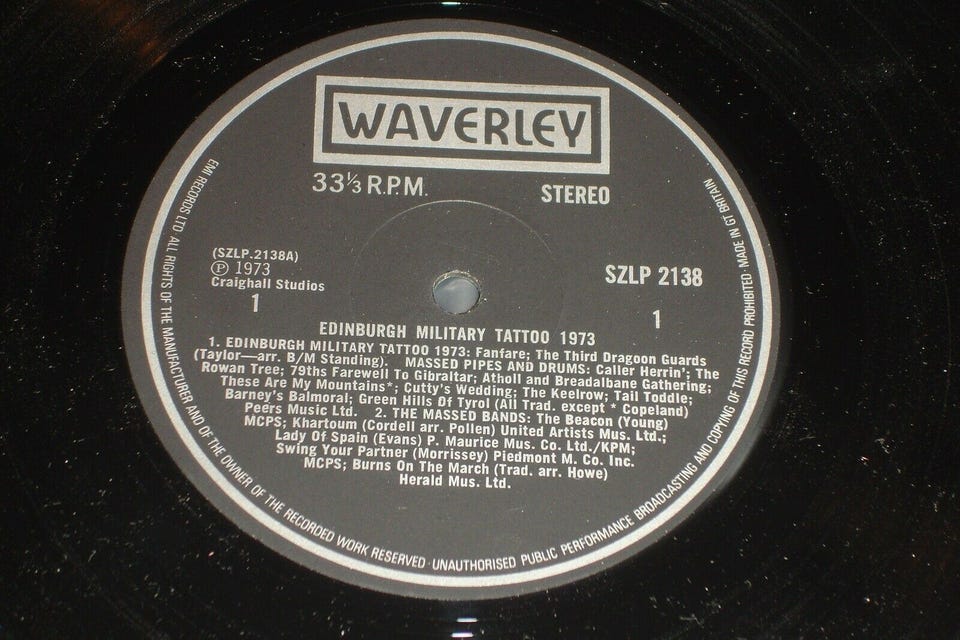 WAVERLEY
33⅓ R.P.M.
STEREO
(SZLP.2138A)
Ⓟ 1973
Craighall Studios
1
SZLP 2138
1
EDINBURGH MILITARY TATTOO 1973
1. EDINBURGH MILITARY TATTOO 1973: Fanfare; The Third Dragoon Guards
(Taylor—arr. B/M Standing). MASSED PIPES AND DRUMS: Caller Herrin'; The
Rowan Tree; 79ths Farewell To Gibraltar; Atholl and Breadalbane Gathering;
These Are My Mountains*; Cutty's Wedding; The Keelrow; Tail Toddle;
Barney's Balmoral; Green Hills Of Tyrol (All Trad. except * Copeland)
Peers Music Ltd. 2. THE MASSED BANDS: The Beacon (Young)
MCPS; Khartoum (Cordell arr. Pollen) United Artists Mus. Ltd.;
Lady Of Spain (Evans) P. Maurice Mus. Co. Ltd./KPM;
Swing Your Partner (Morrissey) Piedmont M. Co. Inc.
MCPS; Burns On The March (Trad. arr. Howe)
Herald Mus. Ltd.
EMI RECORDS LTD ALL RIGHTS OF THE MANUFACTURER AND OF THE OWNER OF THE RECORDED WORK RESERVED · UNAUTHORISED PUBLIC PERFORMANCE BROADCASTING AND COPYING OF THIS RECORD PROHIBITED · MADE IN GT BRITAIN